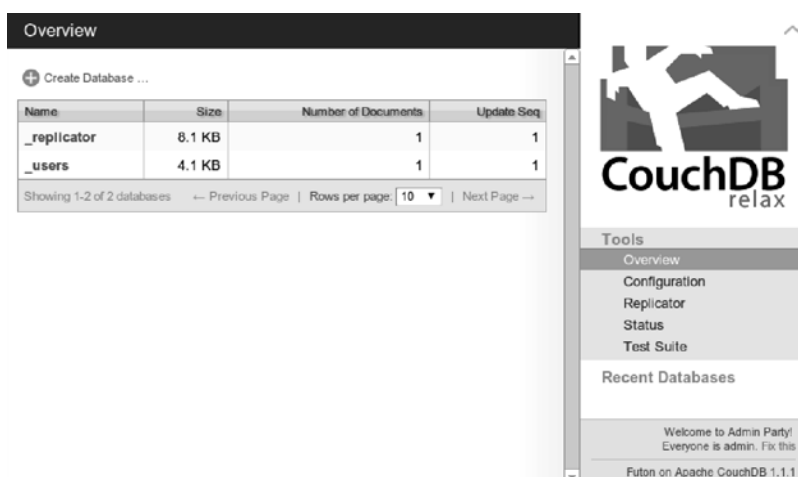 Overview
Create Database ...
Name Size Number of Documents Update Seq
_replicator 8.1 KB 1 1
_users 4.1 KB 1 1
Showing 1-2 of 2 databases ← Previous Page | Rows per page: 10 ▼ | Next Page →
CouchDB
relax
Tools
Overview
Configuration
Replicator
Status
Test Suite
Recent Databases
Welcome to Admin Party!
Everyone is admin. Fix this
Futon on Apache CouchDB 1.1.1